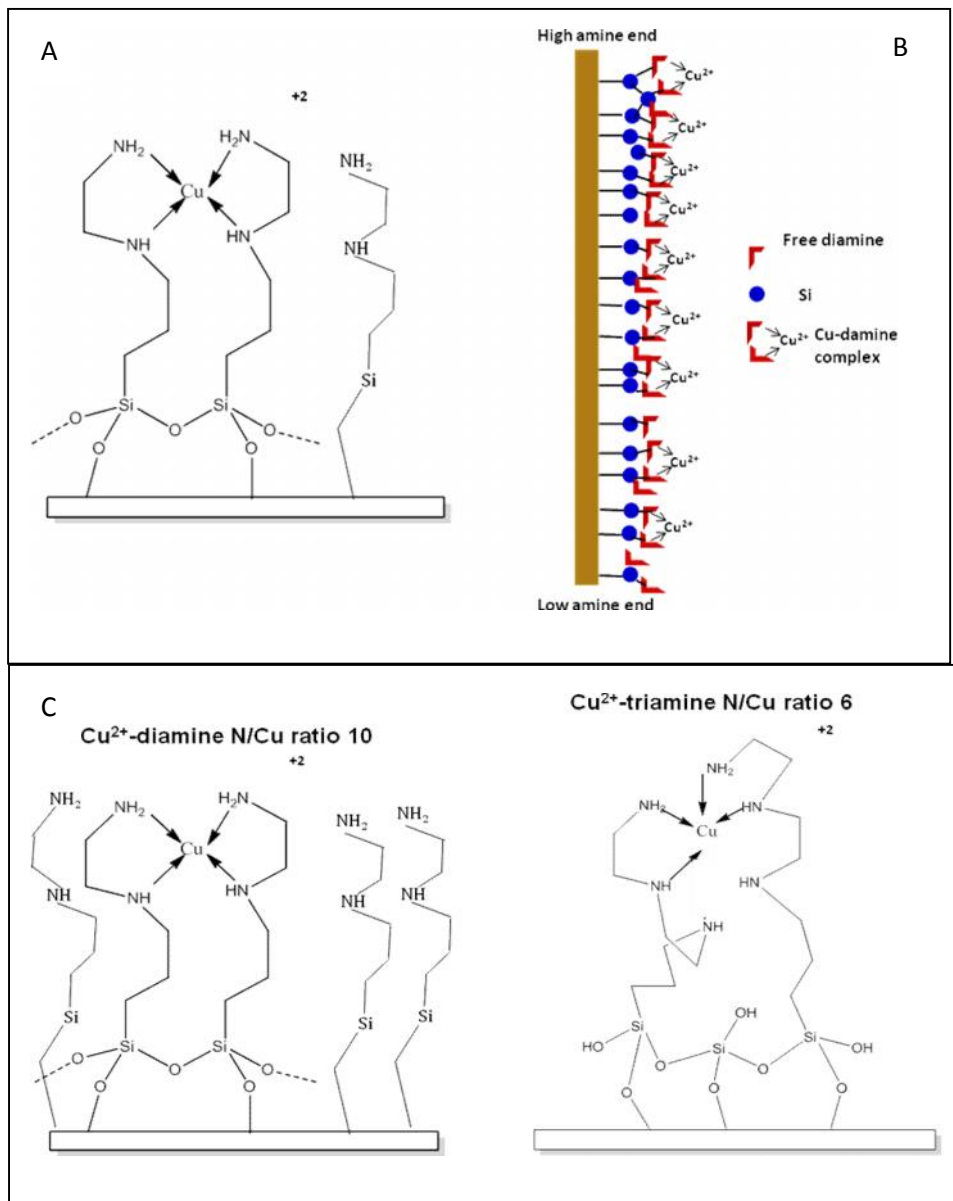 A
+2
NH₂ H₂N NH₂
Cu
NH HN NH
Si
Si Si
O O O
O O
High amine end
B
Cu²⁺
Cu²⁺
Cu²⁺
Cu²⁺
Cu²⁺
Cu²⁺
Cu²⁺
Cu²⁺
Cu²⁺
Free diamine
Si
Cu²⁺ Cu-damine
complex
Low amine end
C
Cu²⁺-diamine N/Cu ratio 10
+2
NH₂ NH₂ H₂N NH₂ NH₂
Cu
NH NH HN NH NH
Si Si Si
Si Si
O O O
O O
Cu²⁺-triamine N/Cu ratio 6
+2
NH₂
NH₂ HN
Cu
NH HN
NH
Si OH Si
HO Si OH
O O
O O O